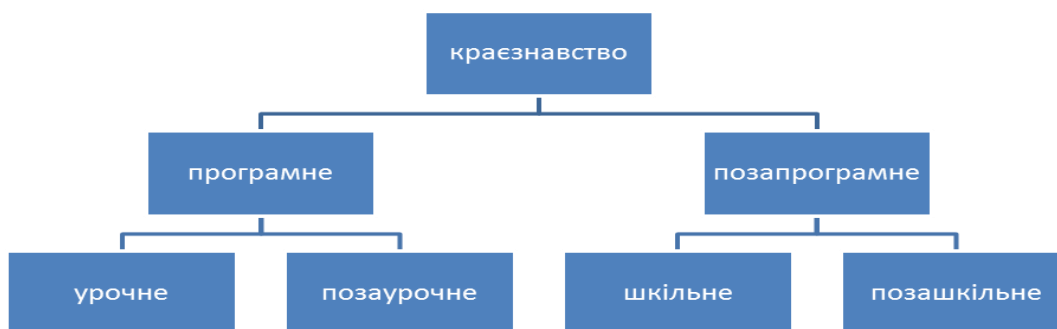 краєзнавство
програмне
позапрограмне
урочне
позаурочне
шкільне
позашкільне